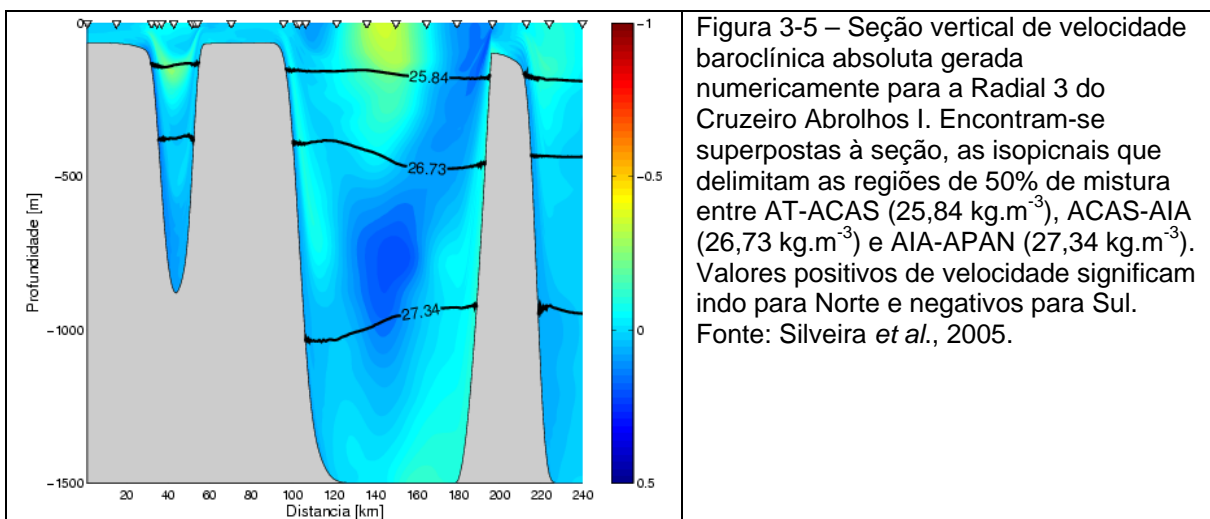 0
-500
-1000
-1500
Profundidade [m]
25.84
26.73
27.34
20 40 60 80 100 120 140 160 180 200 220 240
Distancia [km]
-1
-0.5
0
0.5
Figura 3-5 – Seção vertical de velocidade
baroclínica absoluta gerada
numericamente para a Radial 3 do
Cruzeiro Abrolhos I. Encontram-se
superpostas à seção, as isopicnais que
delimitam as regiões de 50% de mistura
entre AT-ACAS (25,84 kg.m⁻³), ACAS-AIA
(26,73 kg.m⁻³) e AIA-APAN (27,34 kg.m⁻³).
Valores positivos de velocidade significam
indo para Norte e negativos para Sul.
Fonte: Silveira et al., 2005.